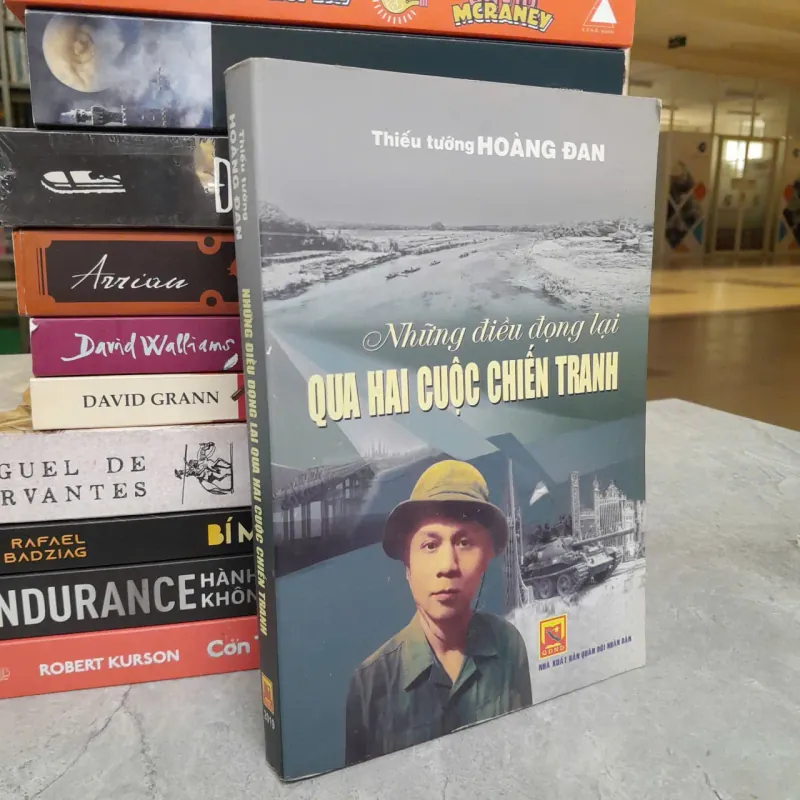 McRANEY
Arrian
David Walliams
DAVID GRANN
GUEL DE
RVANTES
RAFAEL
BADZIAG
BÍ M
NDURANCE
HÀNH
KHÔN
ROBERT KURSON
Cơn
Thiếu tướng
HOÀNG ĐAN
NHỮNG ĐIỀU ĐỌNG LẠI QUA HAI CUỘC CHIẾN TRANH
2019
Thiếu tướng HOÀNG ĐAN
Những điều đọng lại
QUA HAI CUỘC CHIẾN TRANH
QĐND
NHÀ XUẤT BẢN QUÂN ĐỘI NHÂN DÂN